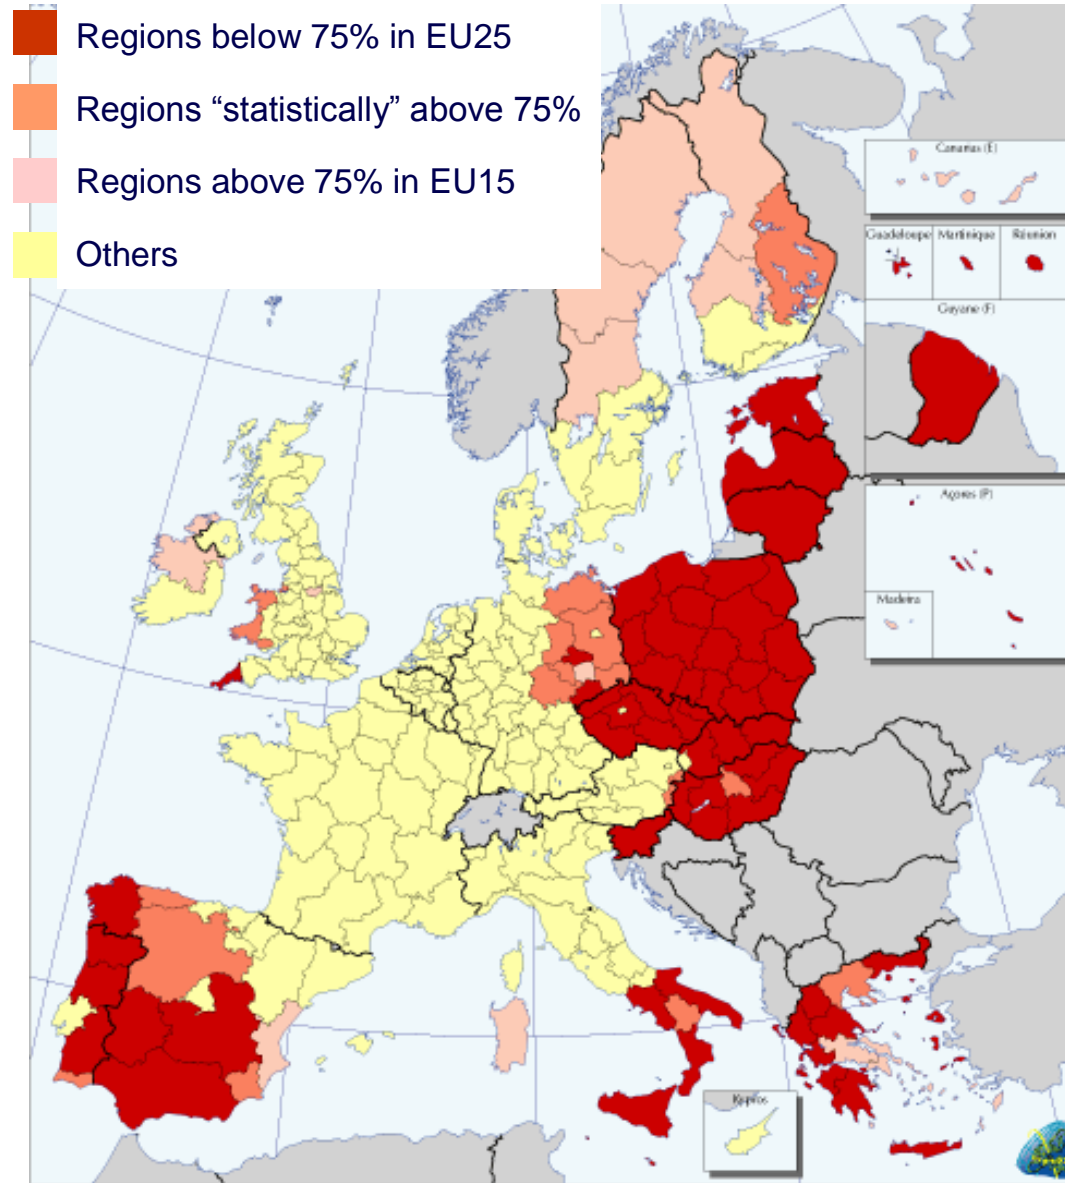 Regions below 75% in EU25
Regions “statistically” above 75%
Regions above 75% in EU15
Others
Canarias (E)
Guadeloupe
Martinique
Réunion
Guyane (F)
Açores (P)
Madeira
Kypros